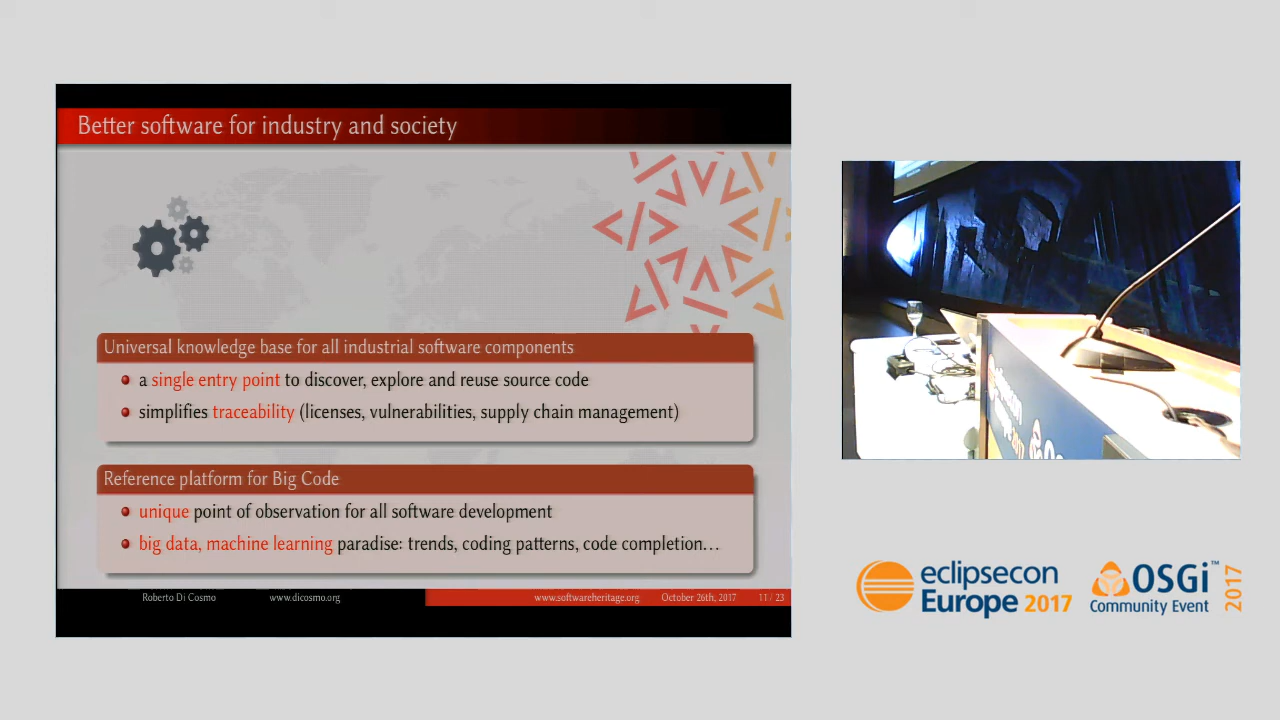 Better software for industry and society
Universal knowledge base for all industrial software components
a single entry point to discover, explore and reuse source code
simplifies traceability (licenses, vulnerabilities, supply chain management)
Reference platform for Big Code
unique point of observation for all software development
big data, machine learning paradise: trends, coding patterns, code completion…
Roberto Di Cosmo www.dicosmo.org www.softwareheritage.org October 26th, 2017 11 / 23
eclipsecon
Europe 2017
OSGi™
Community Event
2017